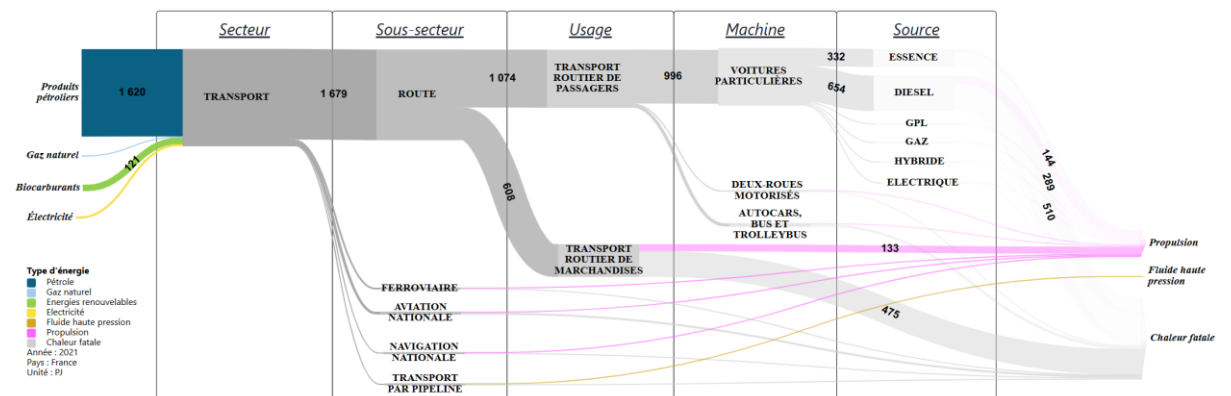 Secteur
Sous-secteur
Usage
Machine
Source
Produits
pétroliers
1 620
TRANSPORT
1 679
ROUTE
1 074
TRANSPORT
ROUTIER DE
PASSAGERS
996
VOITURES
PARTICULIÈRES
332
ESSENCE
654
DIESEL
GPL
GAZ
HYBRIDE
ELECTRIQUE
Gaz naturel
121
Biocarburants
Électricité
608
DEUX-ROUES
MOTORISÉS
AUTOCARS,
BUS ET
TROLLEYBUS
144
289
510
TRANSPORT
ROUTIER DE
MARCHANDISES
133
475
FERROVIAIRE
AVIATION
NATIONALE
NAVIGATION
NATIONALE
TRANSPORT
PAR PIPELINE
Propulsion
Fluide haute
pression
Chaleur fatale
Type d'énergie
Pétrole
Gaz naturel
Energies renouvelables
Electricité
Fluide haute pression
Propulsion
Chaleur fatale
Année : 2021
Pays : France
Unité : PJ